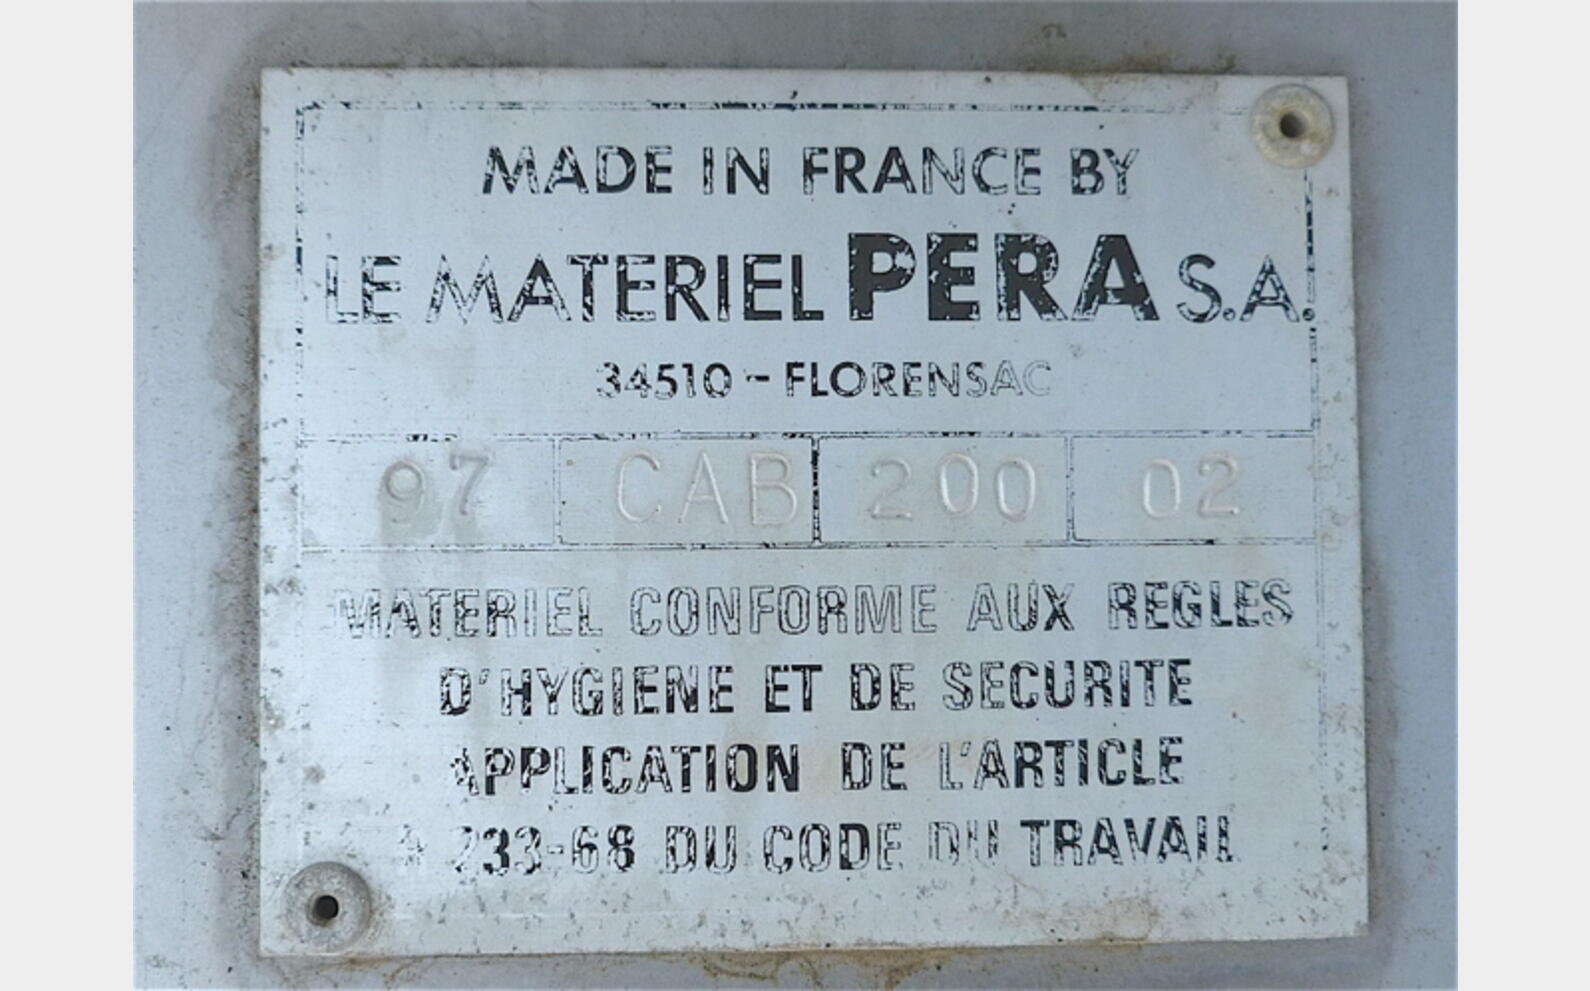 MADE IN FRANCE BY
LE MATERIEL PERA S.A.
34510 - FLORENSAC
97 CAB 200 02
MATERIEL CONFORME AUX REGLES
D'HYGIENE ET DE SECURITE
APPLICATION DE L'ARTICLE
233-68 DU CODE DU TRAVAIL